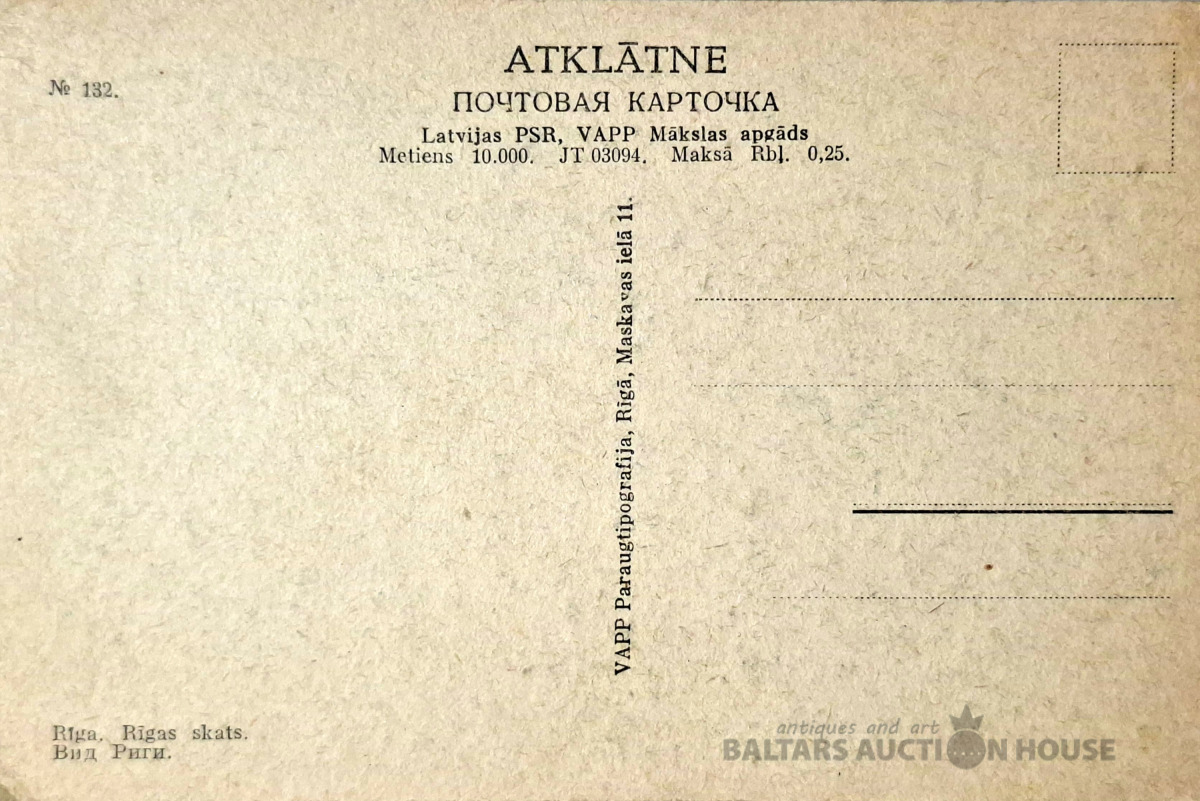 № 132.
ATKLĀTNE
ПОЧТОВАЯ КАРТОЧКА
Latvijas PSR, VAPP Mākslas apgāds
Metiens 10.000. JT 03094. Maksā Rbļ. 0,25.
VAPP Paraugtipografija, Rīgā, Maskavas ielā 11.
Rīga. Rīgas skats.
Вид Риги.
antiques and art
BALTARS AUCTION HOUSE